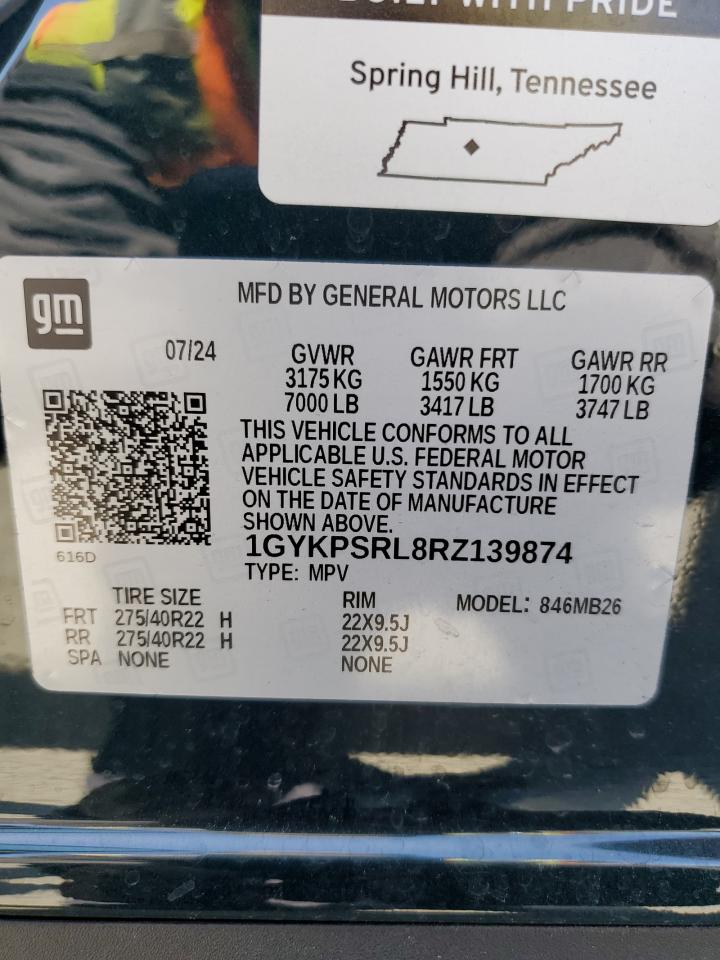 BUILT WITH PRIDE
Spring Hill, Tennessee
gm
MFD BY GENERAL MOTORS LLC
07/24
GVWR GAWR FRT GAWR RR
3175 KG 1550 KG 1700 KG
7000 LB 3417 LB 3747 LB
THIS VEHICLE CONFORMS TO ALL
APPLICABLE U.S. FEDERAL MOTOR
VEHICLE SAFETY STANDARDS IN EFFECT
ON THE DATE OF MANUFACTURE
SHOWN ABOVE.
616D
1GYKPSRL8RZ139874
TYPE: MPV
TIRE SIZE RIM MODEL: 846MB26
FRT 275/40R22 H 22X9.5J
RR 275/40R22 H 22X9.5J
SPA NONE NONE